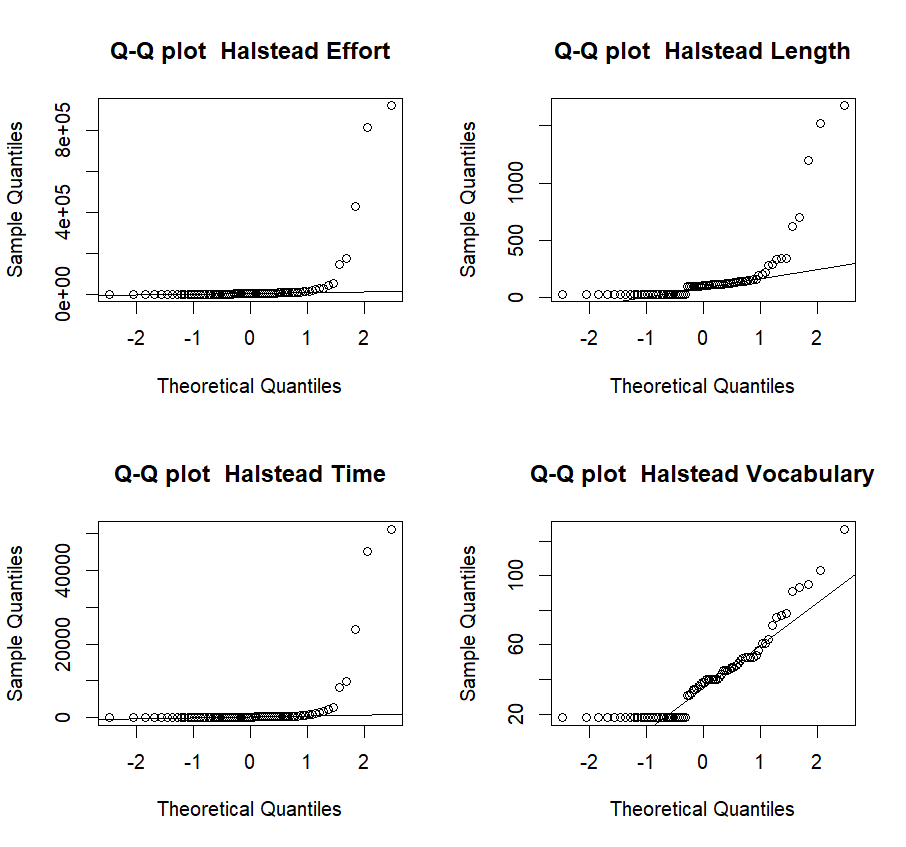 Q-Q plot  Halstead Effort
Sample Quantiles
0e+00 4e+05 8e+05
-2 -1 0 1 2
Theoretical Quantiles
Q-Q plot  Halstead Length
Sample Quantiles
0 500 1000
-2 -1 0 1 2
Theoretical Quantiles
Q-Q plot  Halstead Time
Sample Quantiles
0 20000 40000
-2 -1 0 1 2
Theoretical Quantiles
Q-Q plot  Halstead Vocabulary
Sample Quantiles
20 60 100
-2 -1 0 1 2
Theoretical Quantiles